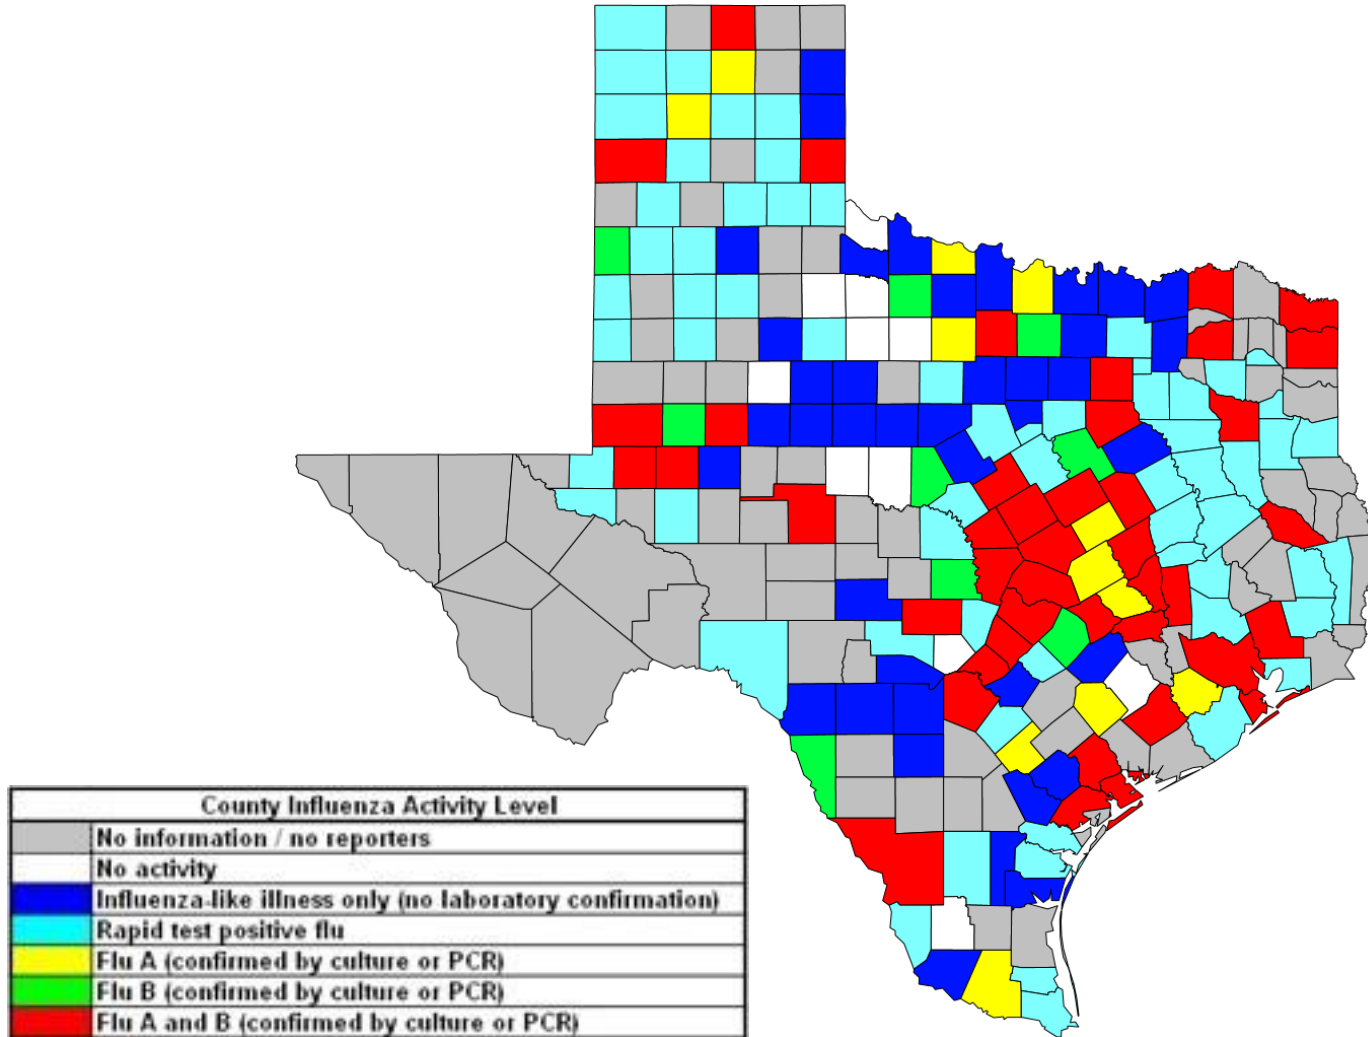 County Influenza Activity Level
No information / no reporters
No activity
Influenza-like illness only (no laboratory confirmation)
Rapid test positive flu
Flu A (confirmed by culture or PCR)
Flu B (confirmed by culture or PCR)
Flu A and B (confirmed by culture or PCR)